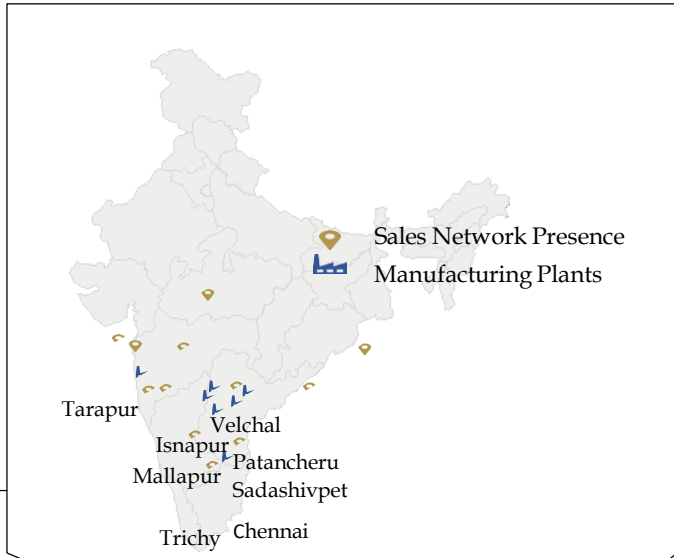 Sales Network Presence
Manufacturing Plants
Tarapur
Velchal
Isnapur
Patancheru
Mallapur
Sadashivpet
Trichy
Chennai